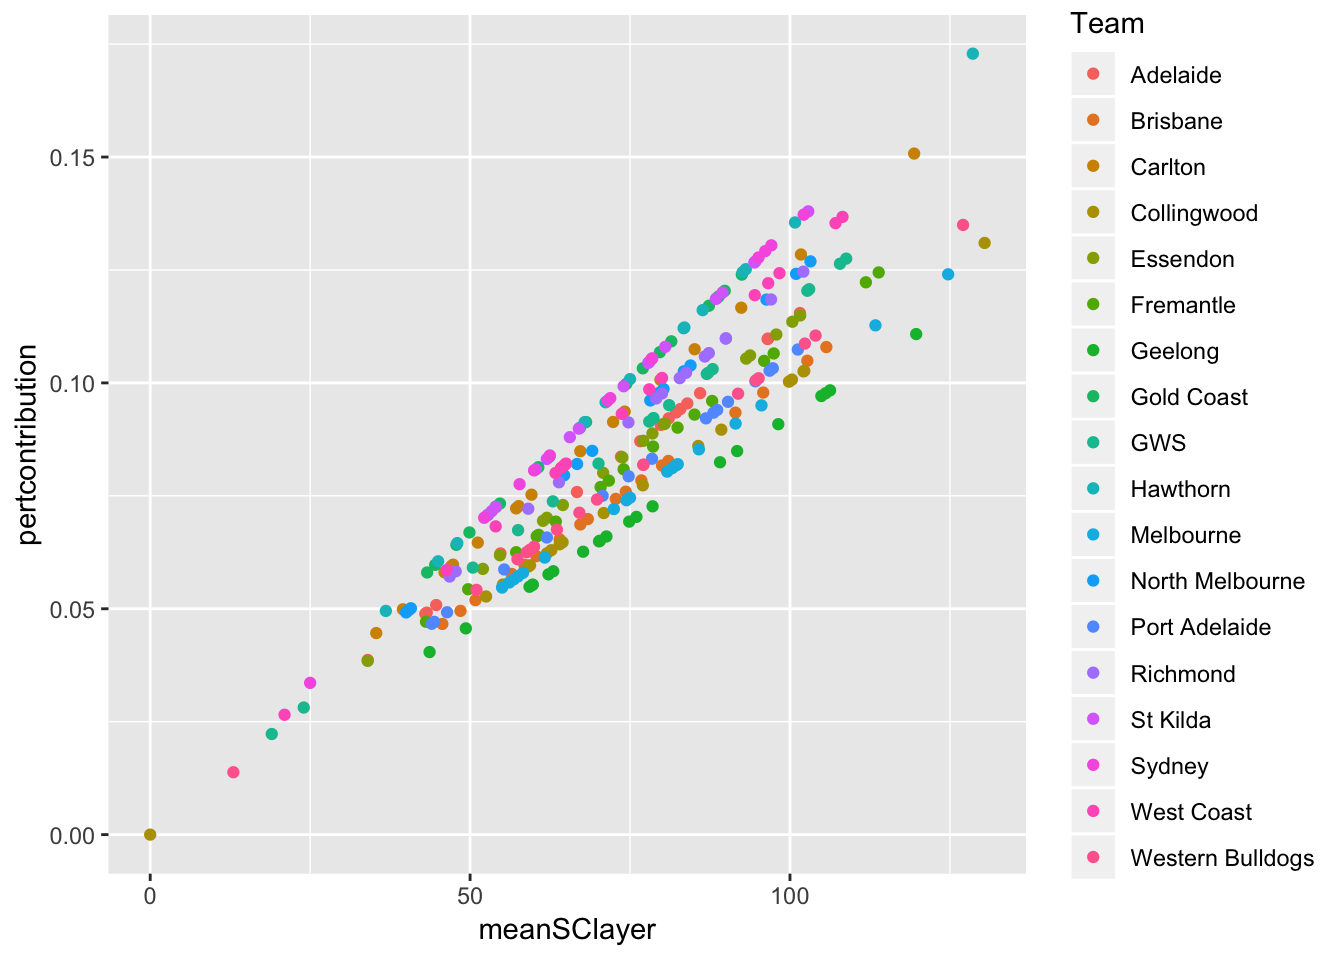 Team
Adelaide
Brisbane
Carlton
Collingwood
Essendon
Fremantle
Geelong
Gold Coast
GWS
Hawthorn
Melbourne
North Melbourne
Port Adelaide
Richmond
St Kilda
Sydney
West Coast
Western Bulldogs
pertcontribution
0.15
0.10
0.05
0.00
0
50
100
meanSClayer